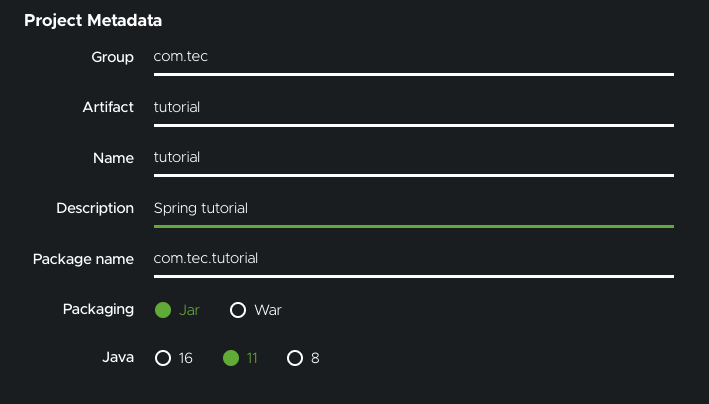 Project Metadata
Group com.tec
Artifact tutorial
Name tutorial
Description Spring tutorial
Package name com.tec.tutorial
Packaging Jar War
Java 16 11 8